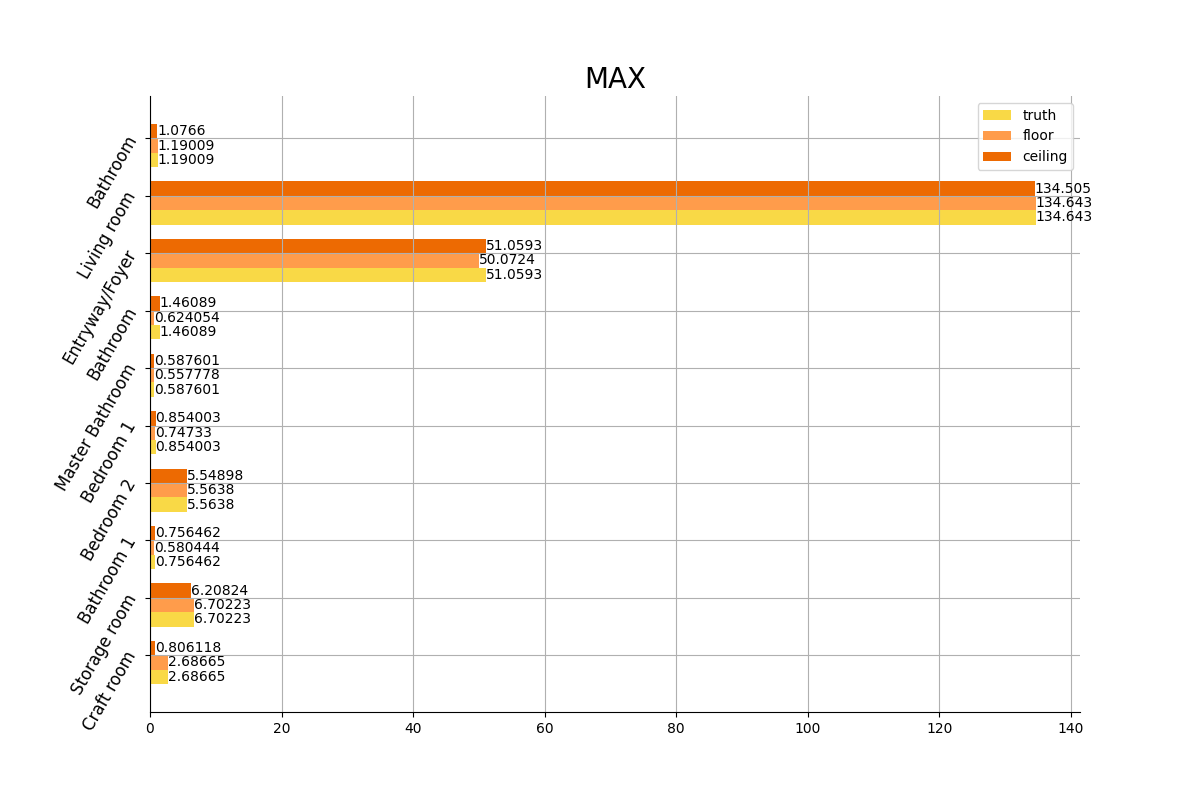 MAX
truth
floor
ceiling
Bathroom
1.0766
1.19009
1.19009
Living room
134.505
134.643
134.643
Entryway/Foyer
51.0593
50.0724
51.0593
Bathroom
1.46089
0.624054
1.46089
Master Bathroom
0.587601
0.557778
0.587601
Bedroom 1
0.854003
0.74733
0.854003
Bedroom 2
5.54898
5.5638
5.5638
Bathroom 1
0.756462
0.580444
0.756462
Storage room
6.20824
6.70223
6.70223
Craft room
0.806118
2.68665
2.68665
0 20 40 60 80 100 120 140